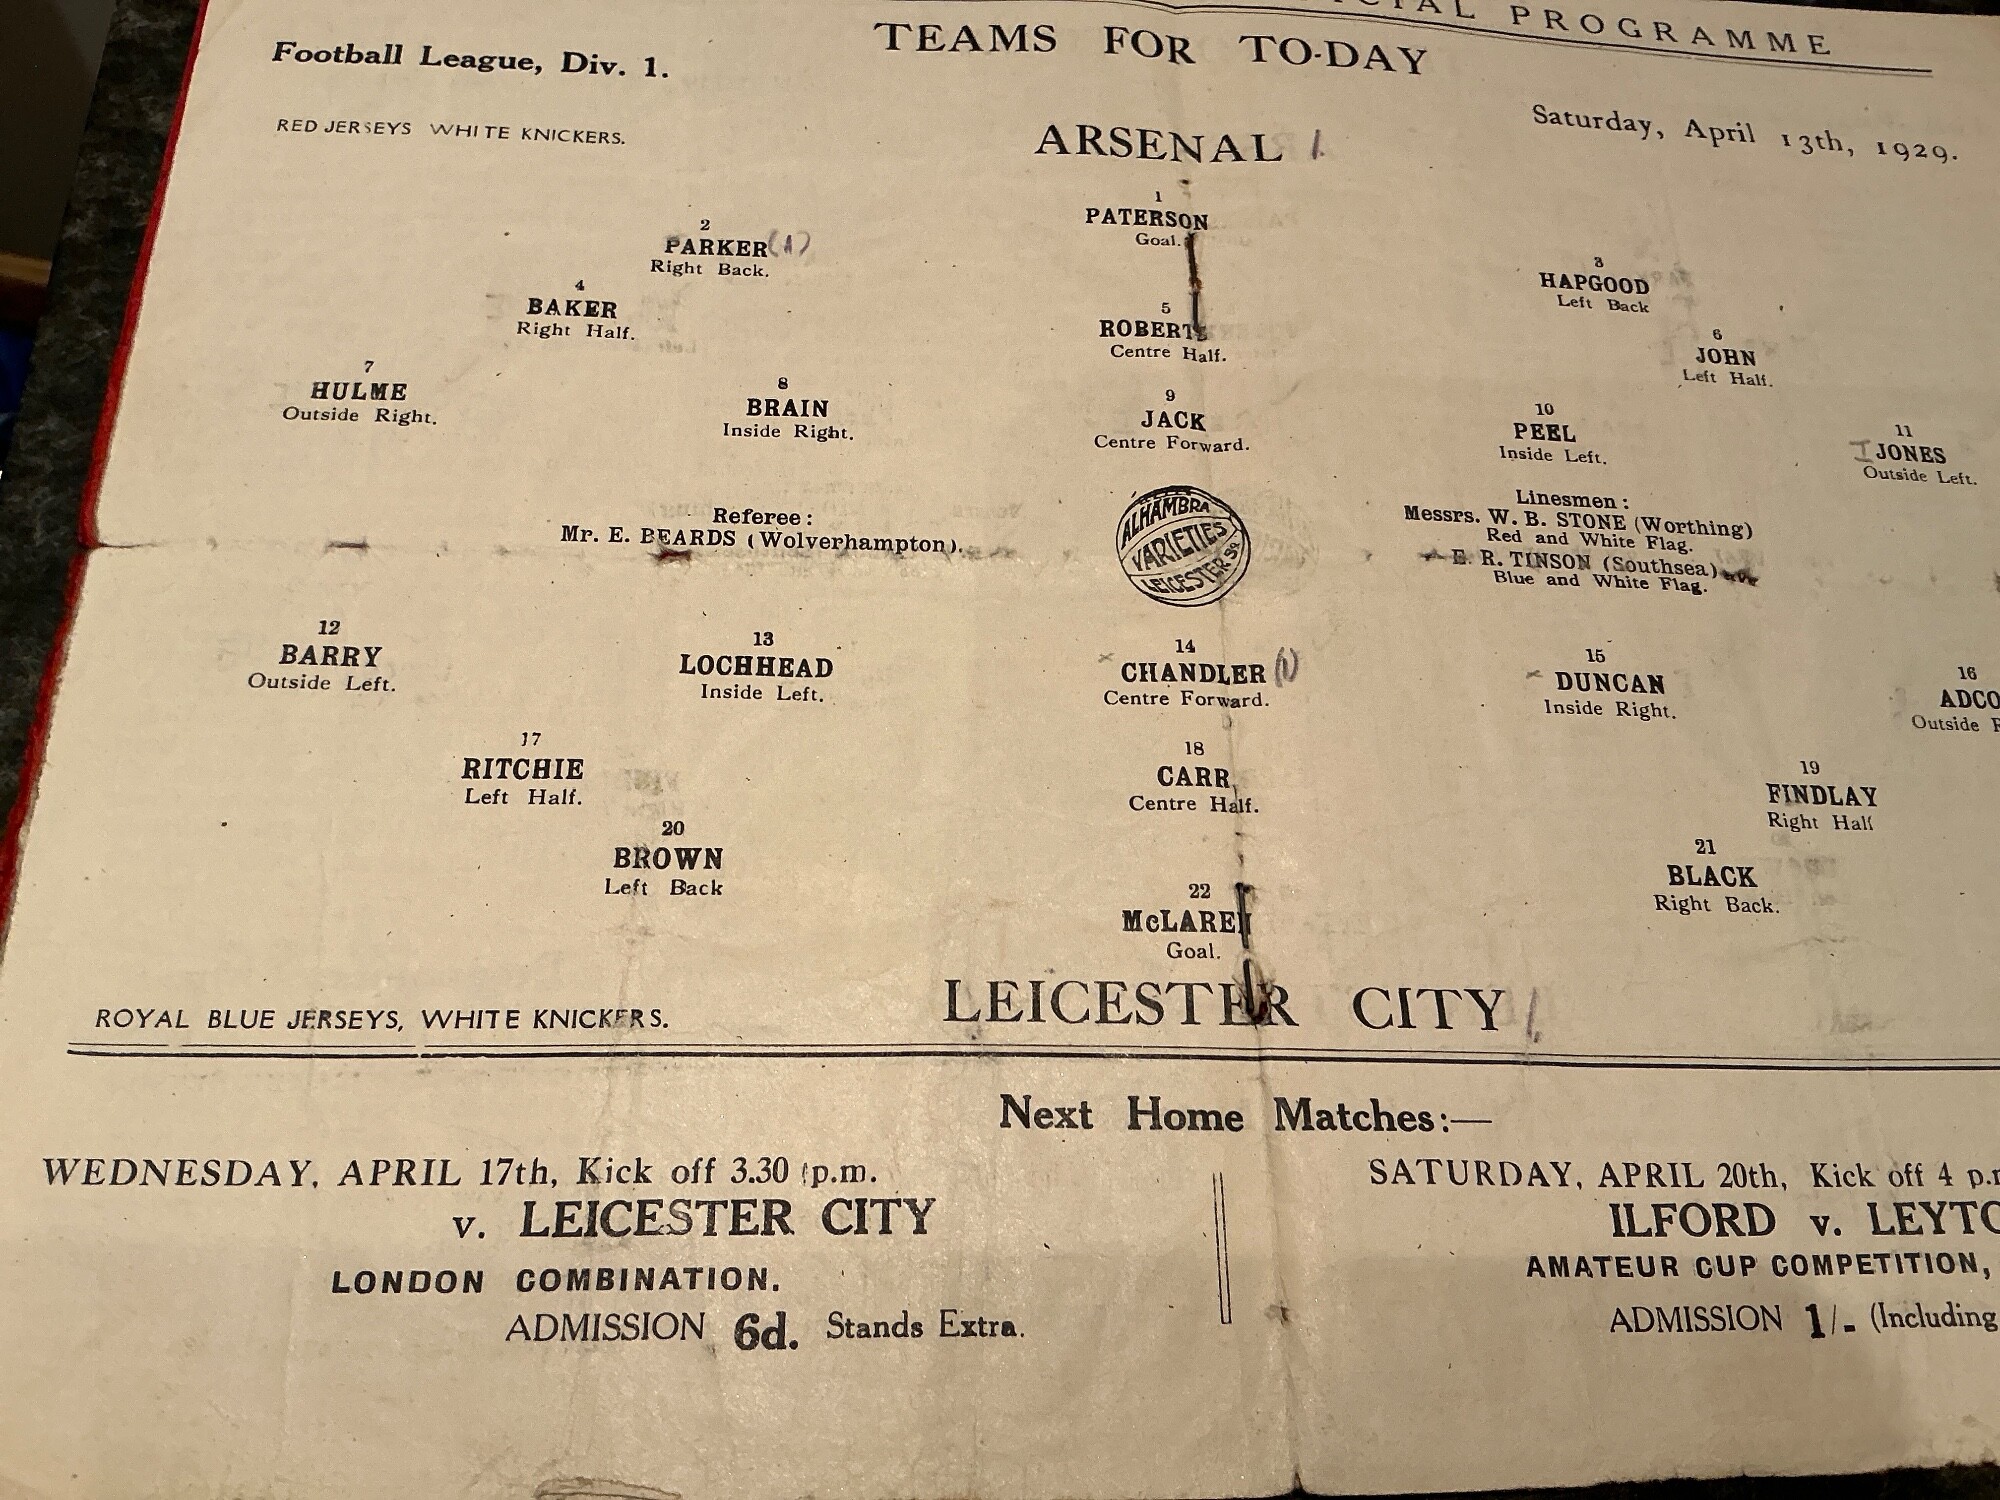 PROGRAMME
TEAMS FOR TO-DAY
Football League, Div. 1.
Saturday, April 13th, 1929.
RED JERSEYS WHITE KNICKERS.
ARSENAL 1.
1
PATERSON
Goal.
2
PARKER (1)
Right Back.
3
HAPGOOD
Left Back
4
BAKER
Right Half.
5
ROBERTS
Centre Half.
6
JOHN
Left Half.
7
HULME
Outside Right.
8
BRAIN
Inside Right.
9
JACK
Centre Forward.
10
PEEL
Inside Left.
11
JONES
Outside Left.
Referee:
Mr. E. BEARDS (Wolverhampton).
ALHAMBRA
VARIETIES
LEICESTER SQ.
Linesmen:
Messrs. W. B. STONE (Worthing)
Red and White Flag.
E. R. TINSON (Southsea)
Blue and White Flag.
12
BARRY
Outside Left.
13
LOCHHEAD
Inside Left.
14
CHANDLER (1)
Centre Forward.
15
DUNCAN
Inside Right.
16
ADCO
Outside R
17
RITCHIE
Left Half.
18
CARR
Centre Half.
19
FINDLAY
Right Half
20
BROWN
Left Back
21
BLACK
Right Back.
22
McLAREN
Goal.
ROYAL BLUE JERSEYS, WHITE KNICKERS.
LEICESTER CITY 1.
Next Home Matches:—
WEDNESDAY, APRIL 17th, Kick off 3.30 p.m.
v. LEICESTER CITY
LONDON COMBINATION.
ADMISSION 6d. Stands Extra.
SATURDAY, APRIL 20th, Kick off 4 p.m
ILFORD v. LEYTO
AMATEUR CUP COMPETITION,
ADMISSION 1/- (Including